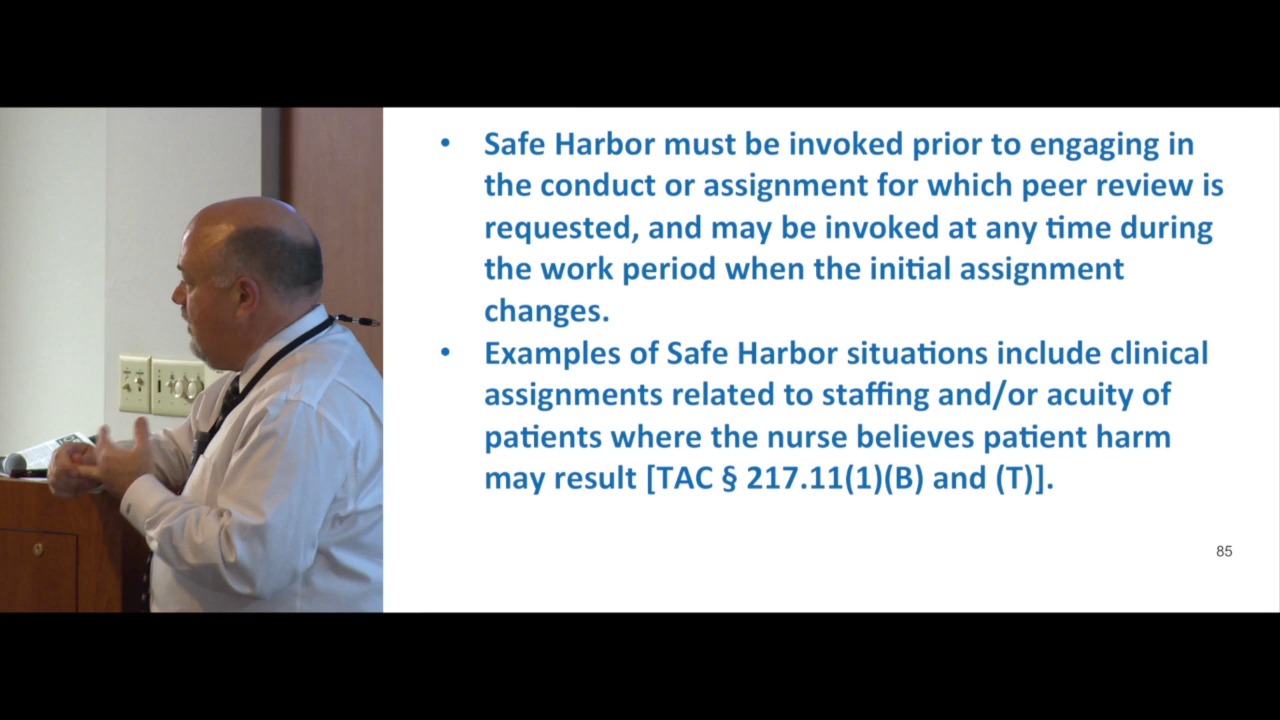 • Safe Harbor must be invoked prior to engaging in
the conduct or assignment for which peer review is
requested, and may be invoked at any time during
the work period when the initial assignment
changes.
• Examples of Safe Harbor situations include clinical
assignments related to staffing and/or acuity of
patients where the nurse believes patient harm
may result [TAC § 217.11(1)(B) and (T)].
85